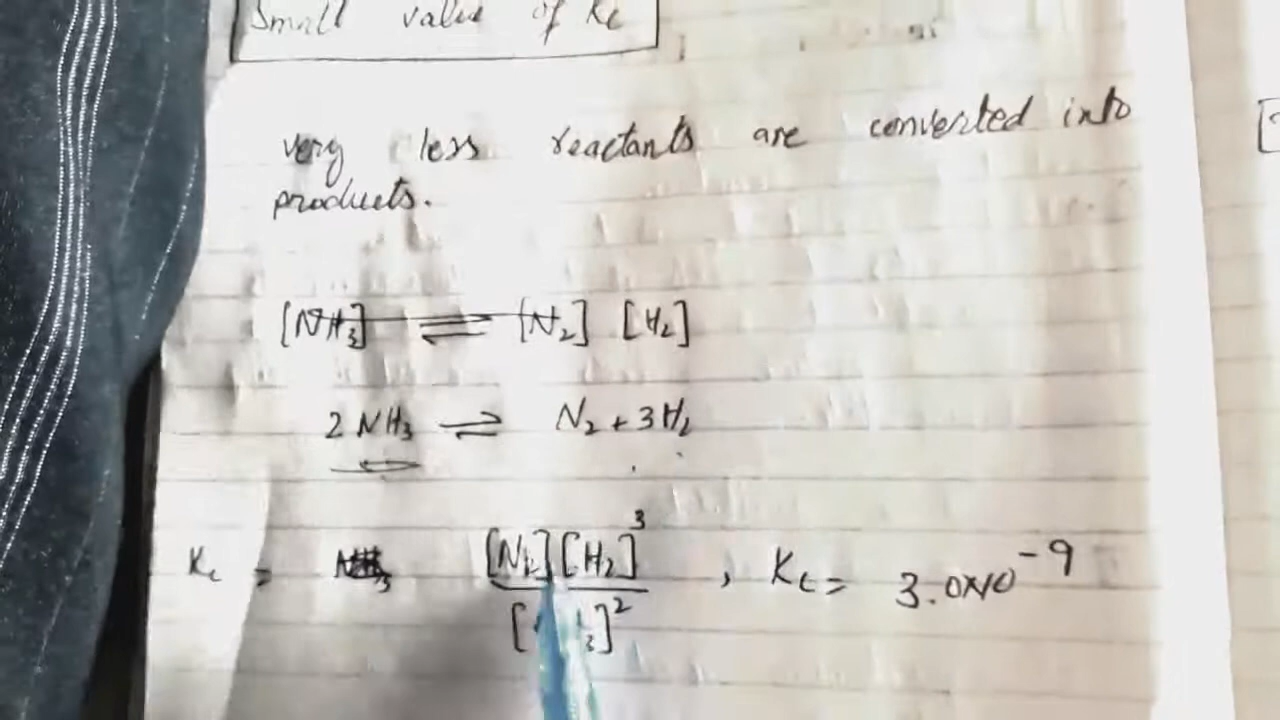 Small value of Kc
very less reactants are converted into
products.
[NH₃] ⇌ [N₂] [H₂]
2 NH₃ ⇌ N₂ + 3H₂
Kc = [N₂][H₂]³ / [ ₃]² , Kc = 3.0×10⁻⁹